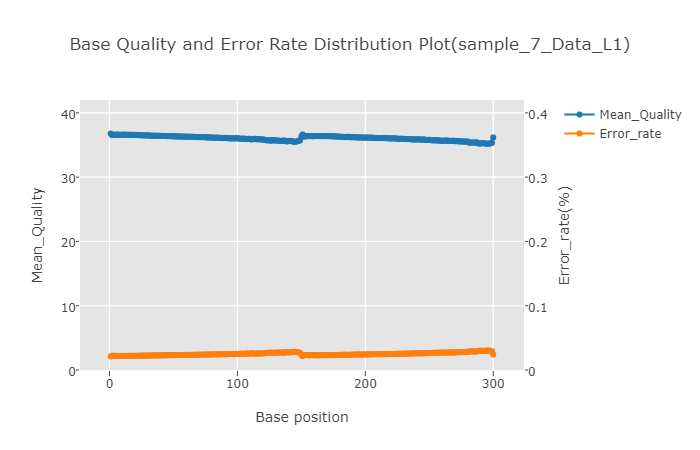 Base Quality and Error Rate Distribution Plot(sample_7_Data_L1)
Mean_Quality
Error_rate
40
30
20
10
0
0.4
0.3
0.2
0.1
0
0
100
200
300
Mean_Quality
Error_rate(%)
Base position